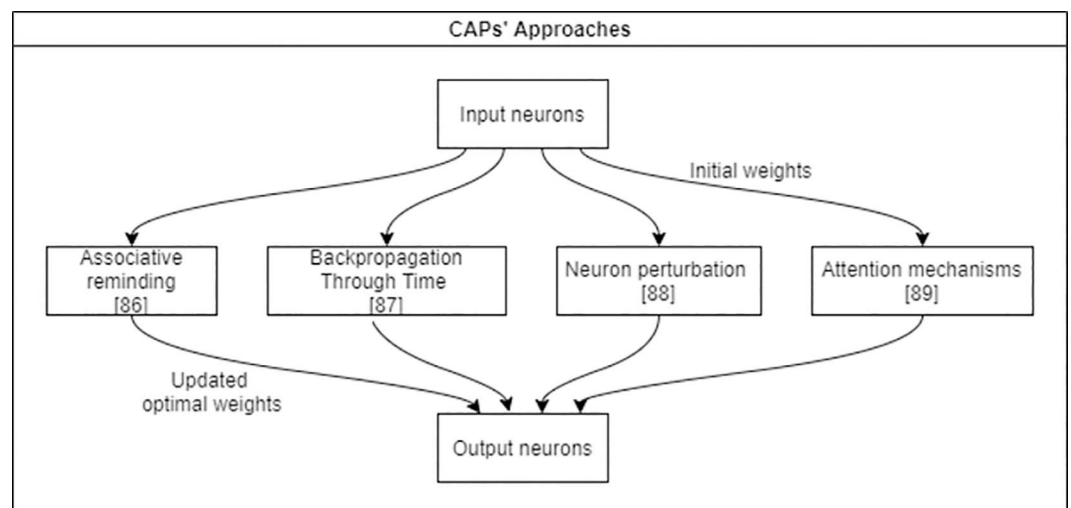 CAPs' Approaches
Input neurons
Initial weights
Associative
reminding
[86]
Backpropagation
Through Time
[87]
Neuron perturbation
[88]
Attention mechanisms
[89]
Updated
optimal weights
Output neurons